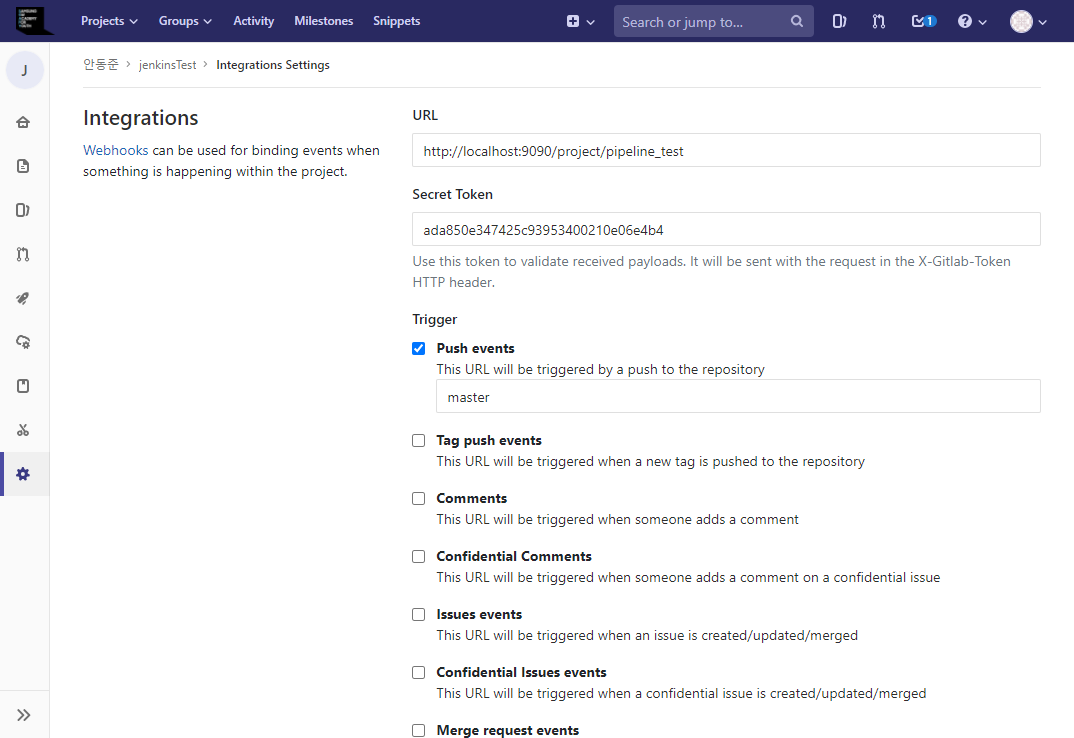 Projects Groups Activity Milestones Snippets Search or jump to... 1
J
안동준 > jenkinsTest > Integrations Settings
Integrations
Webhooks can be used for binding events when
something is happening within the project.
URL
http://localhost:9090/project/pipeline_test
Secret Token
ada850e347425c93953400210e06e4b4
Use this token to validate received payloads. It will be sent with the request in the X-Gitlab-Token
HTTP header.
Trigger
Push events
This URL will be triggered by a push to the repository
master
Tag push events
This URL will be triggered when a new tag is pushed to the repository
Comments
This URL will be triggered when someone adds a comment
Confidential Comments
This URL will be triggered when someone adds a comment on a confidential issue
Issues events
This URL will be triggered when an issue is created/updated/merged
Confidential Issues events
This URL will be triggered when a confidential issue is created/updated/merged
Merge request events